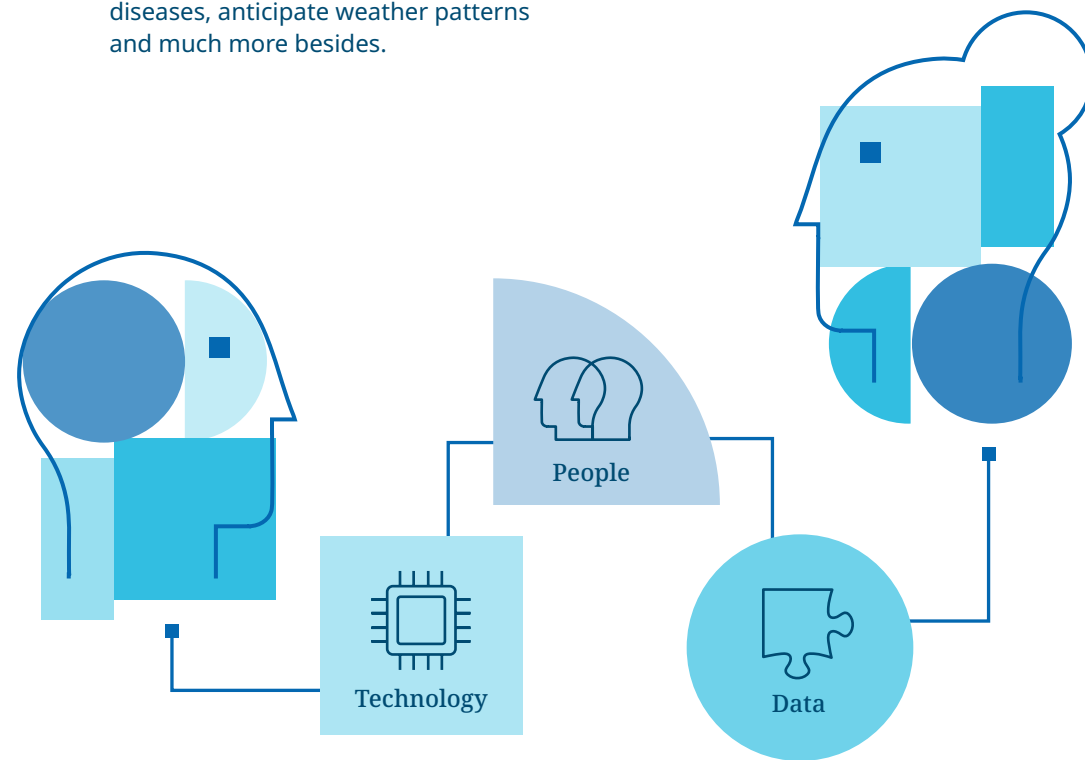 diseases, anticipate weather patterns
and much more besides.
People
Technology
Data